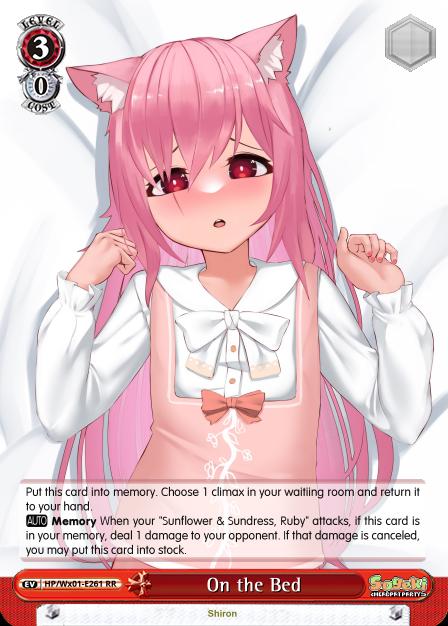 LEVEL
3
0
COST
Put this card into memory. Choose 1 climax in your waitiing room and return it
to your hand.
AUTO Memory When your "Sunflower & Sundress, Ruby" attacks, if this card is
in your memory, deal 1 damage to your opponent. If that damage is canceled,
you may put this card into stock.
EV HP/Wx01-E261 RR On the Bed
HEADPAT PARTY
Shiron